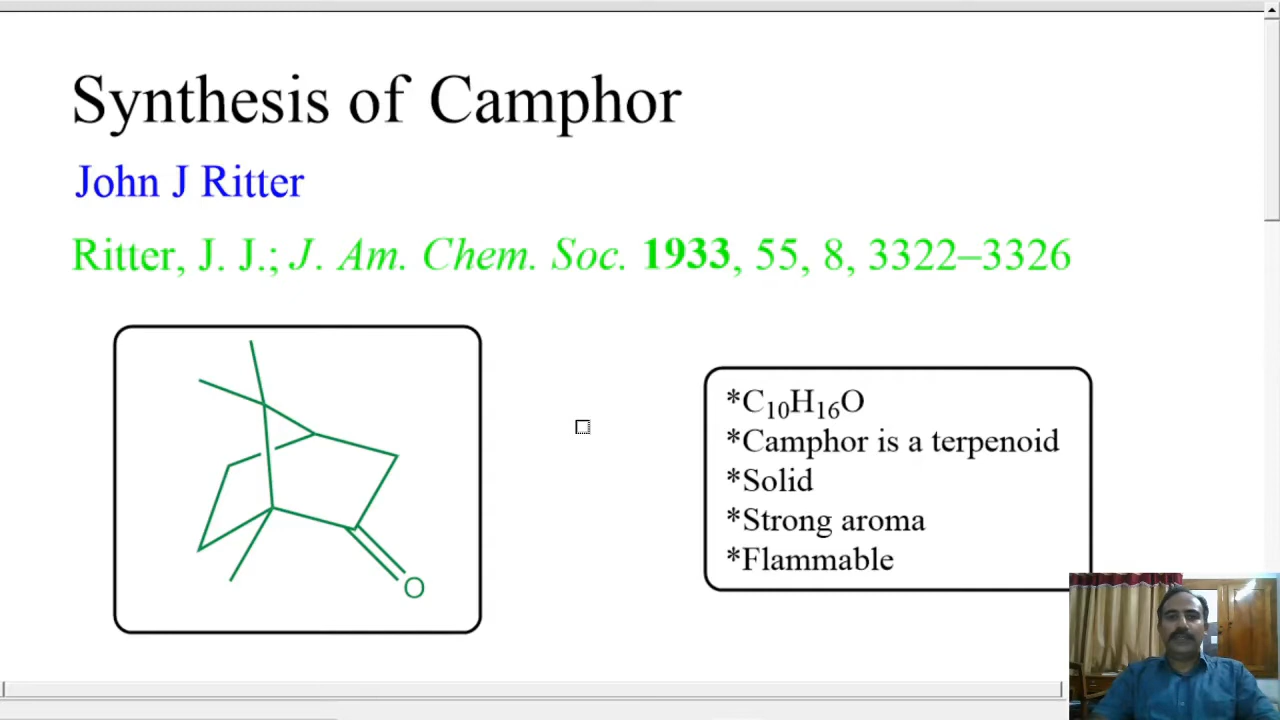 Synthesis of Camphor
John J Ritter
Ritter, J. J.; J. Am. Chem. Soc. 1933, 55, 8, 3322–3326
O
*C₁₀H₁₆O
*Camphor is a terpenoid
*Solid
*Strong aroma
*Flammable